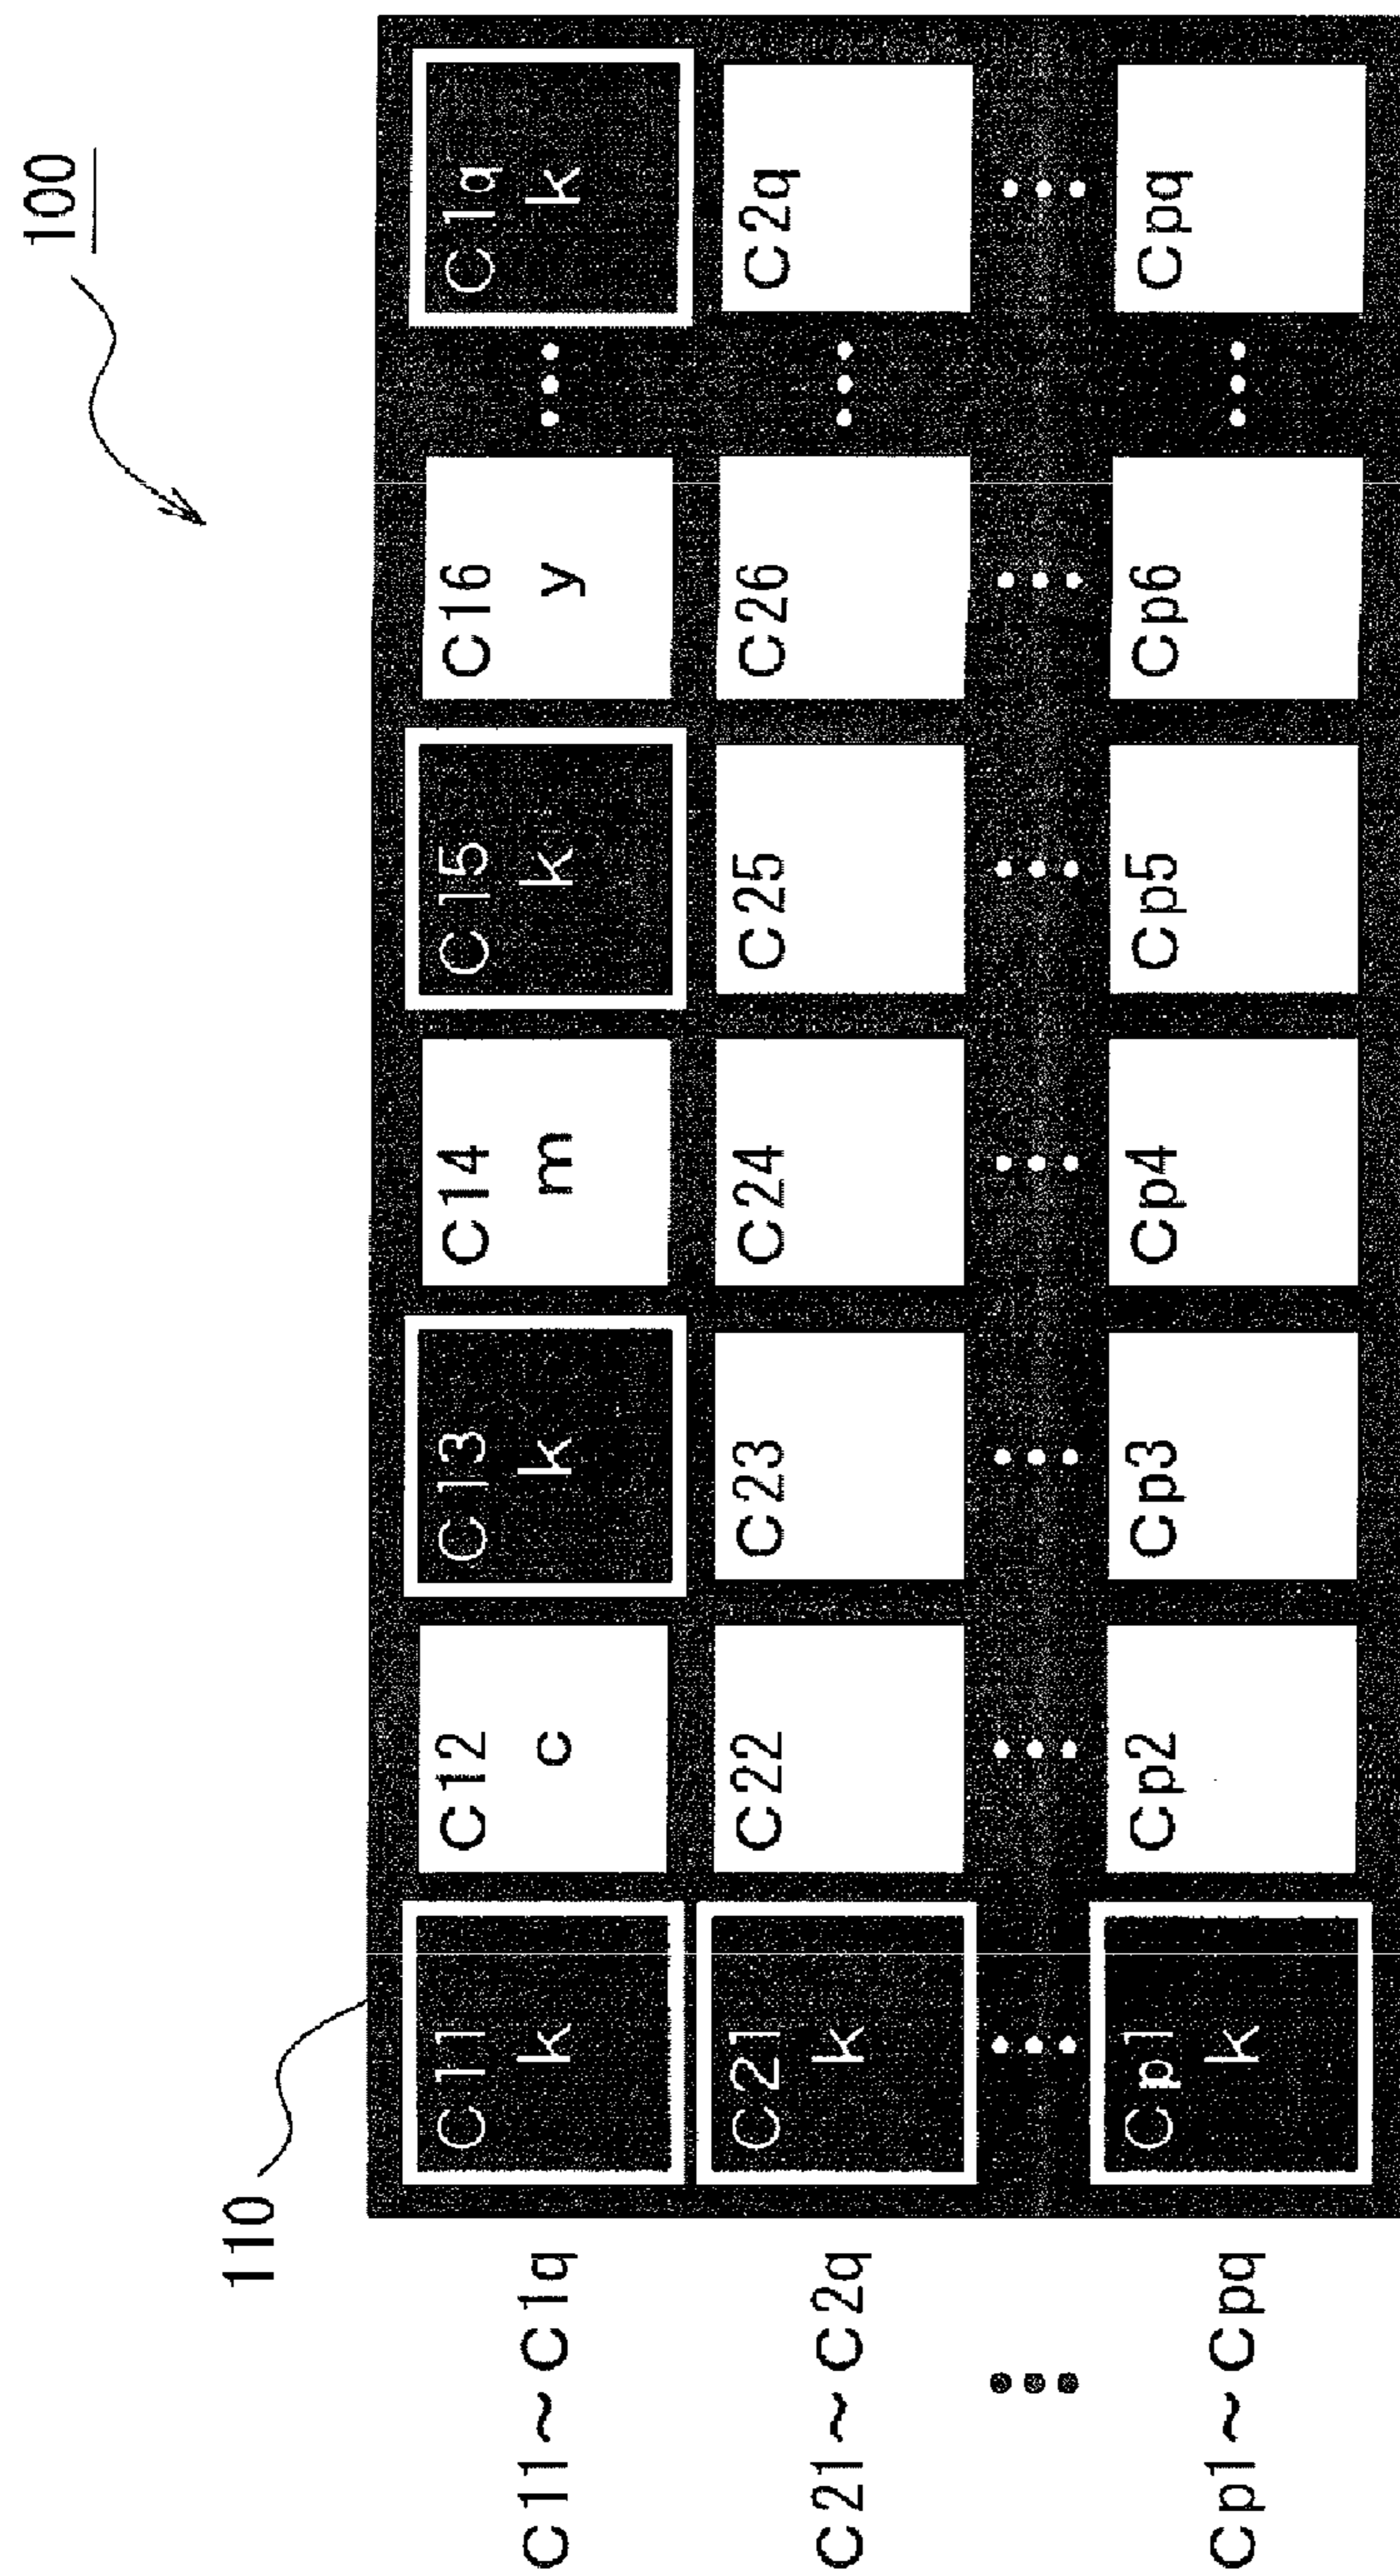 100
110
C11~C1q
C11 C12 C13 C14 C15 C16 C1q
k c k m k y k
C21~C2q
C21 C22 C23 C24 C25 C26 C2q
k
Cp1~Cpq
Cp1 Cp2 Cp3 Cp4 Cp5 Cp6 Cpq
k